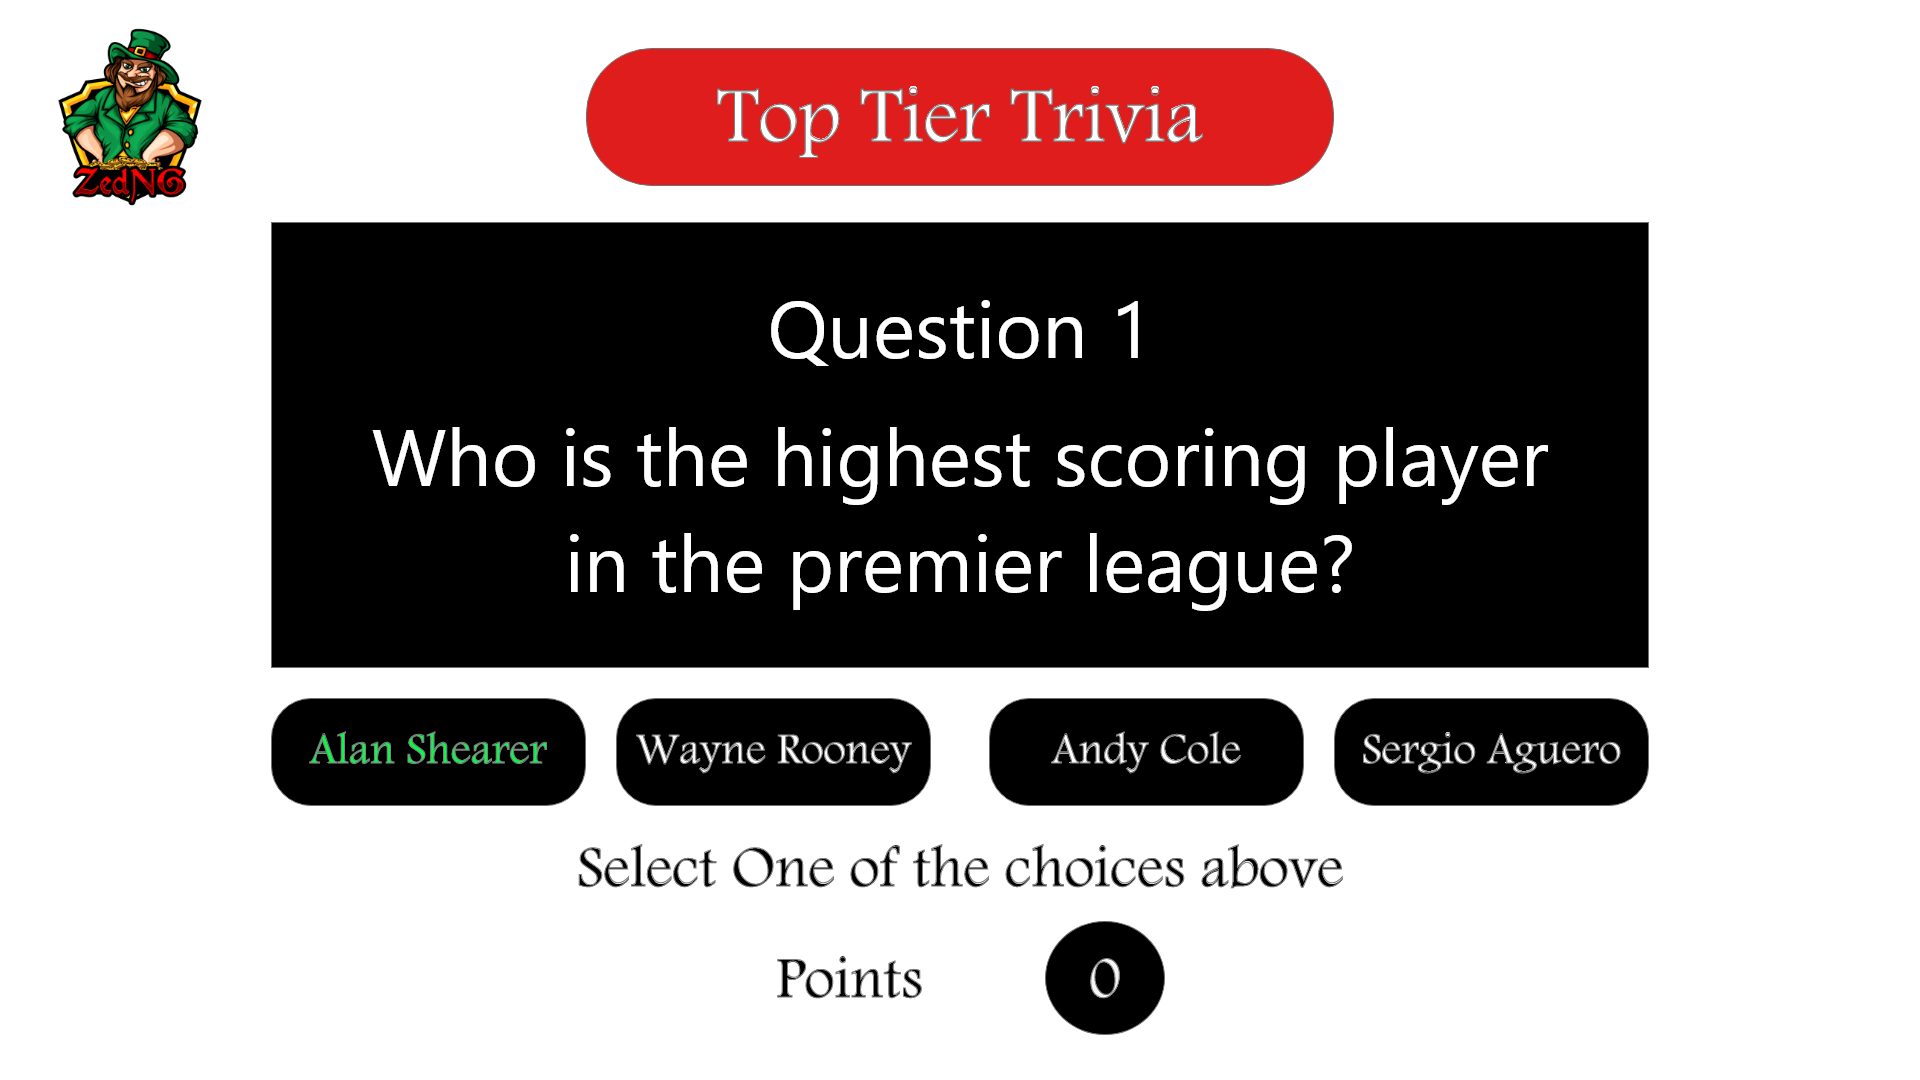 ZedNG
Top Tier Trivia
Question 1
Who is the highest scoring player
in the premier league?
Alan Shearer
Wayne Rooney
Andy Cole
Sergio Aguero
Select One of the choices above
Points
0